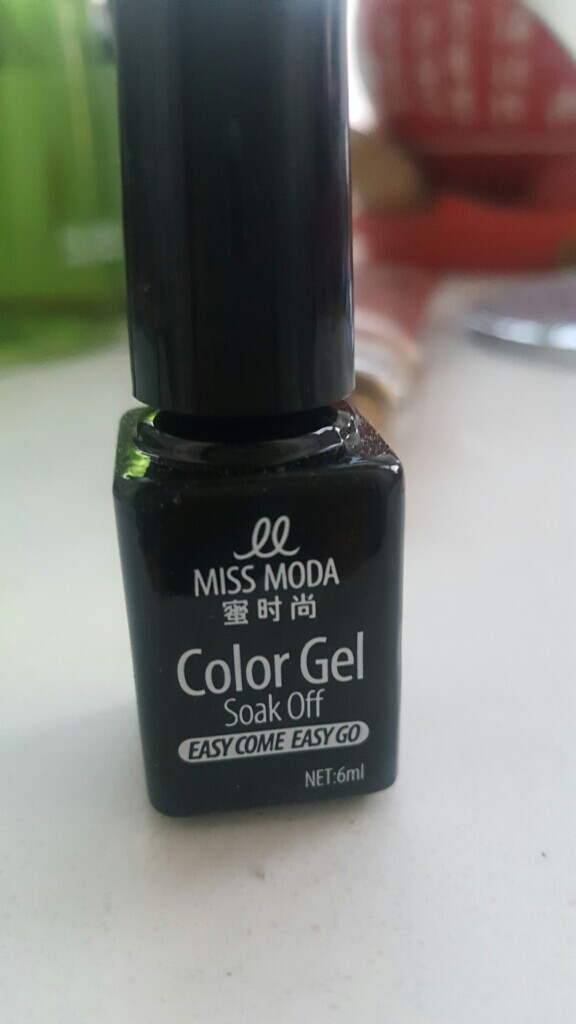 MISS MODA
蜜时尚
Color Gel
Soak Off
EASY COME EASY GO
NET:6ml